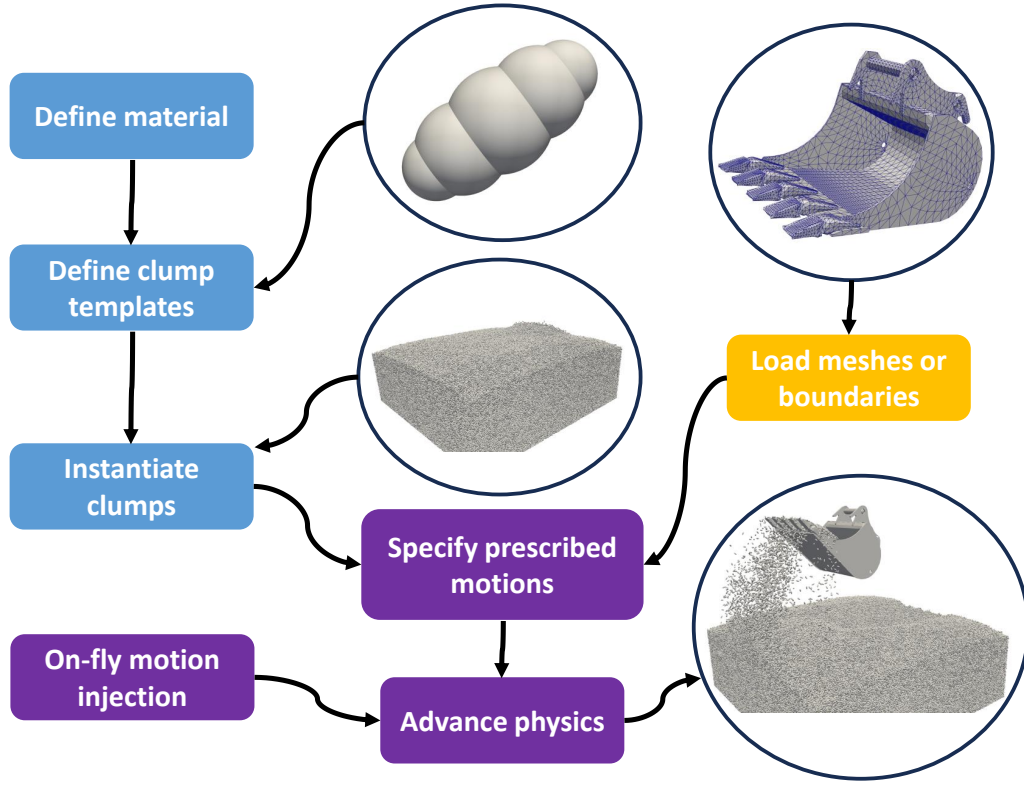 Define material
Define clump
templates
Load meshes or
boundaries
Instantiate
clumps
Specify prescribed
motions
On-fly motion
injection
Advance physics